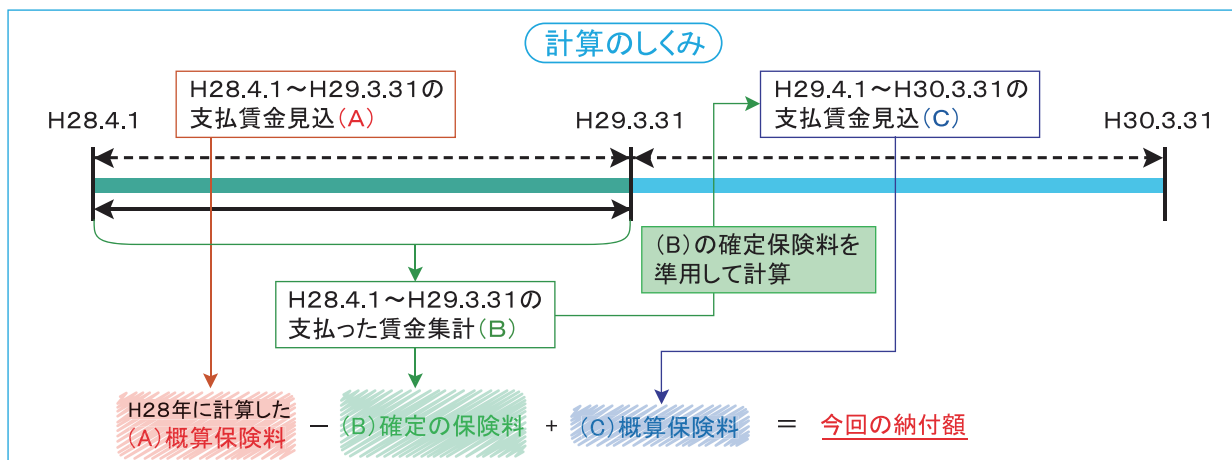 計算のしくみ
H28.4.1～H29.3.31の
支払賃金見込(A)
H29.4.1～H30.3.31の
支払賃金見込(C)
H28.4.1
H29.3.31
H30.3.31
(B)の確定保険料を
準用して計算
H28.4.1～H29.3.31の
支払った賃金集計(B)
H28年に計算した
(A)概算保険料
－
(B)確定の保険料
+
(C)概算保険料
＝
今回の納付額